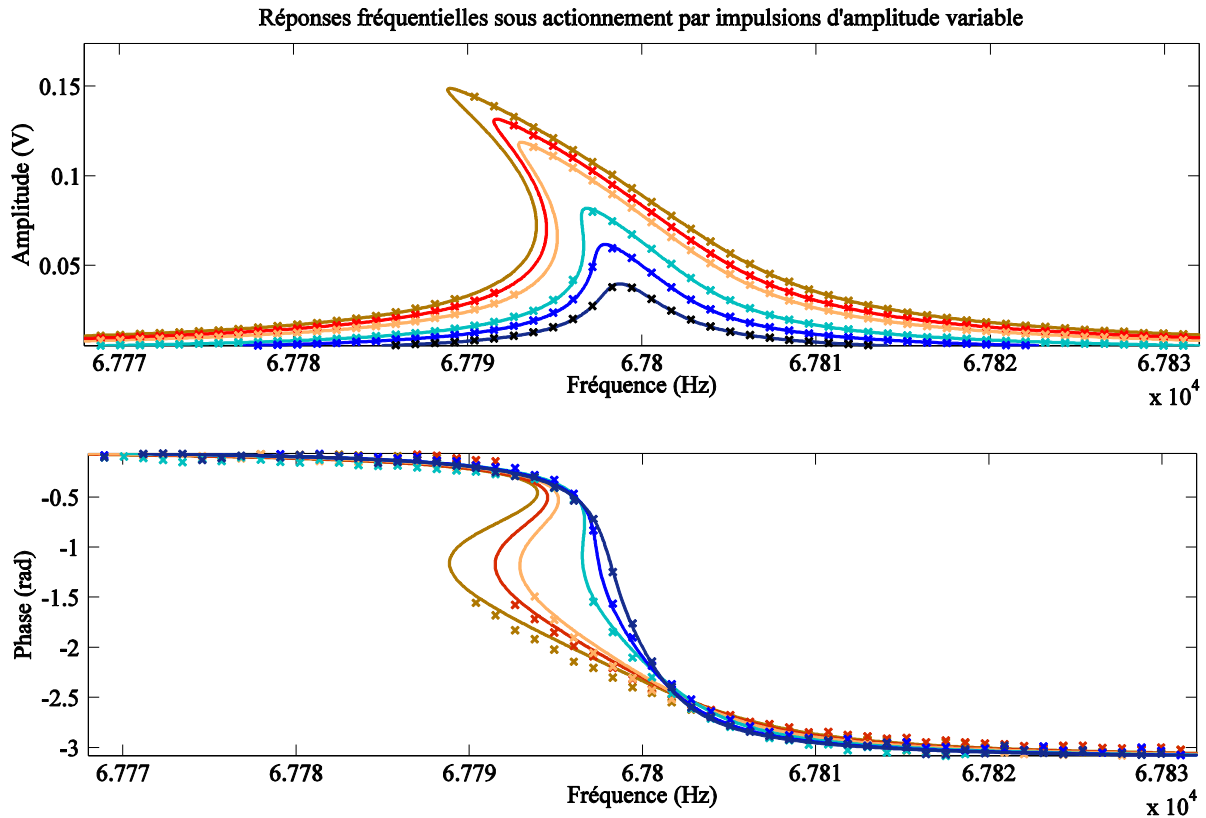 Réponses fréquentielles sous actionnement par impulsions d'amplitude variable
Amplitude (V)
0.15
0.1
0.05
6.777 6.778 6.779 6.78 6.781 6.782 6.783
Fréquence (Hz)
x 10^4
Phase (rad)
-0.5
-1
-1.5
-2
-2.5
-3
6.777 6.778 6.779 6.78 6.781 6.782 6.783
Fréquence (Hz)
x 10^4